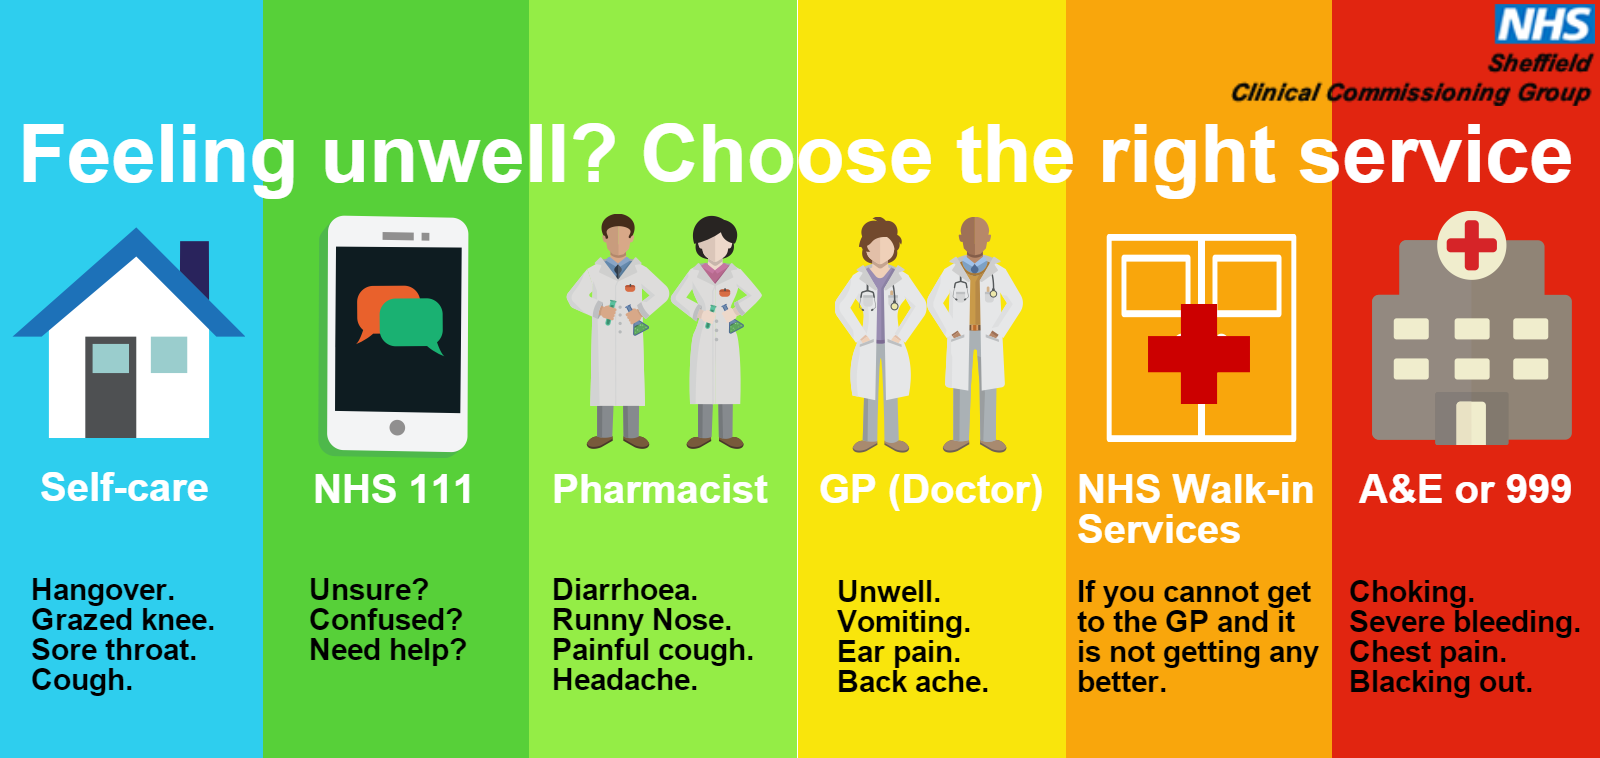 NHS
Sheffield
Clinical Commissioning Group
Feeling unwell? Choose the right service
Self-care
Hangover.
Grazed knee.
Sore throat.
Cough.
NHS 111
Unsure?
Confused?
Need help?
Pharmacist
Diarrhoea.
Runny Nose.
Painful cough.
Headache.
GP (Doctor)
Unwell.
Vomiting.
Ear pain.
Back ache.
NHS Walk-in
Services
If you cannot get
to the GP and it
is not getting any
better.
A&E or 999
Choking.
Severe bleeding.
Chest pain.
Blacking out.